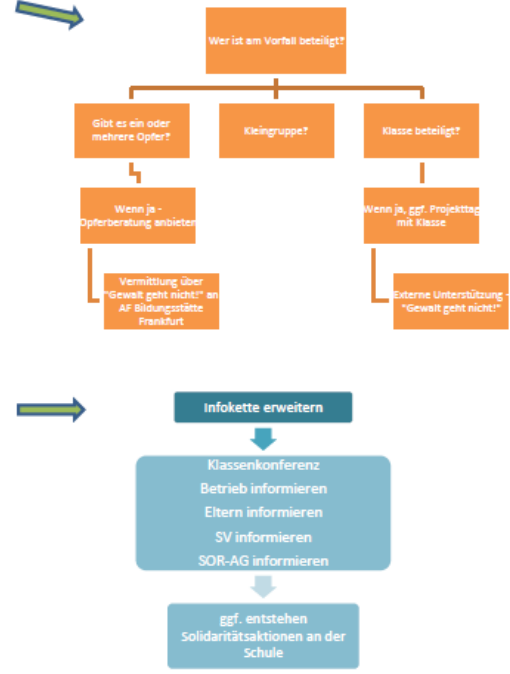 Wer ist am Vorfall beteiligt?
Gibt es ein oder
mehrere Opfer?
Kleingruppe?
Klasse beteiligt?
Wenn ja -
Opferberatung anbieten
Wenn ja, ggf. Projekttag
mit Klasse
Vermittlung über
"Gewalt geht nicht!" an
AF Bildungsstätte
Frankfurt
Externe Unterstützung -
"Gewalt geht nicht!"
Infokette erweitern
Klassenkonferenz
Betrieb informieren
Eltern informieren
SV informieren
SOR-AG informieren
ggf. entstehen
Solidaritätsaktionen an der
Schule